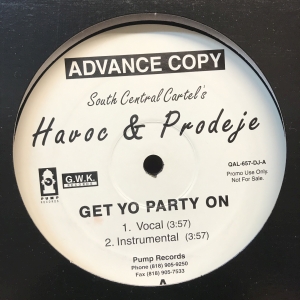 ADVANCE COPY
South Central Cartel's
Havoc & Prodeje
QAL-657-DJ-A
Promo Use Only.
Not For Sale.
PUMP
RECORDS
G.W.K.
RECORDS
GET YO PARTY ON
1. Vocal (3:57)
2. Instrumental (3:57)
Pump Records
Phone (818) 905-9250
Fax (818) 905-7533
A